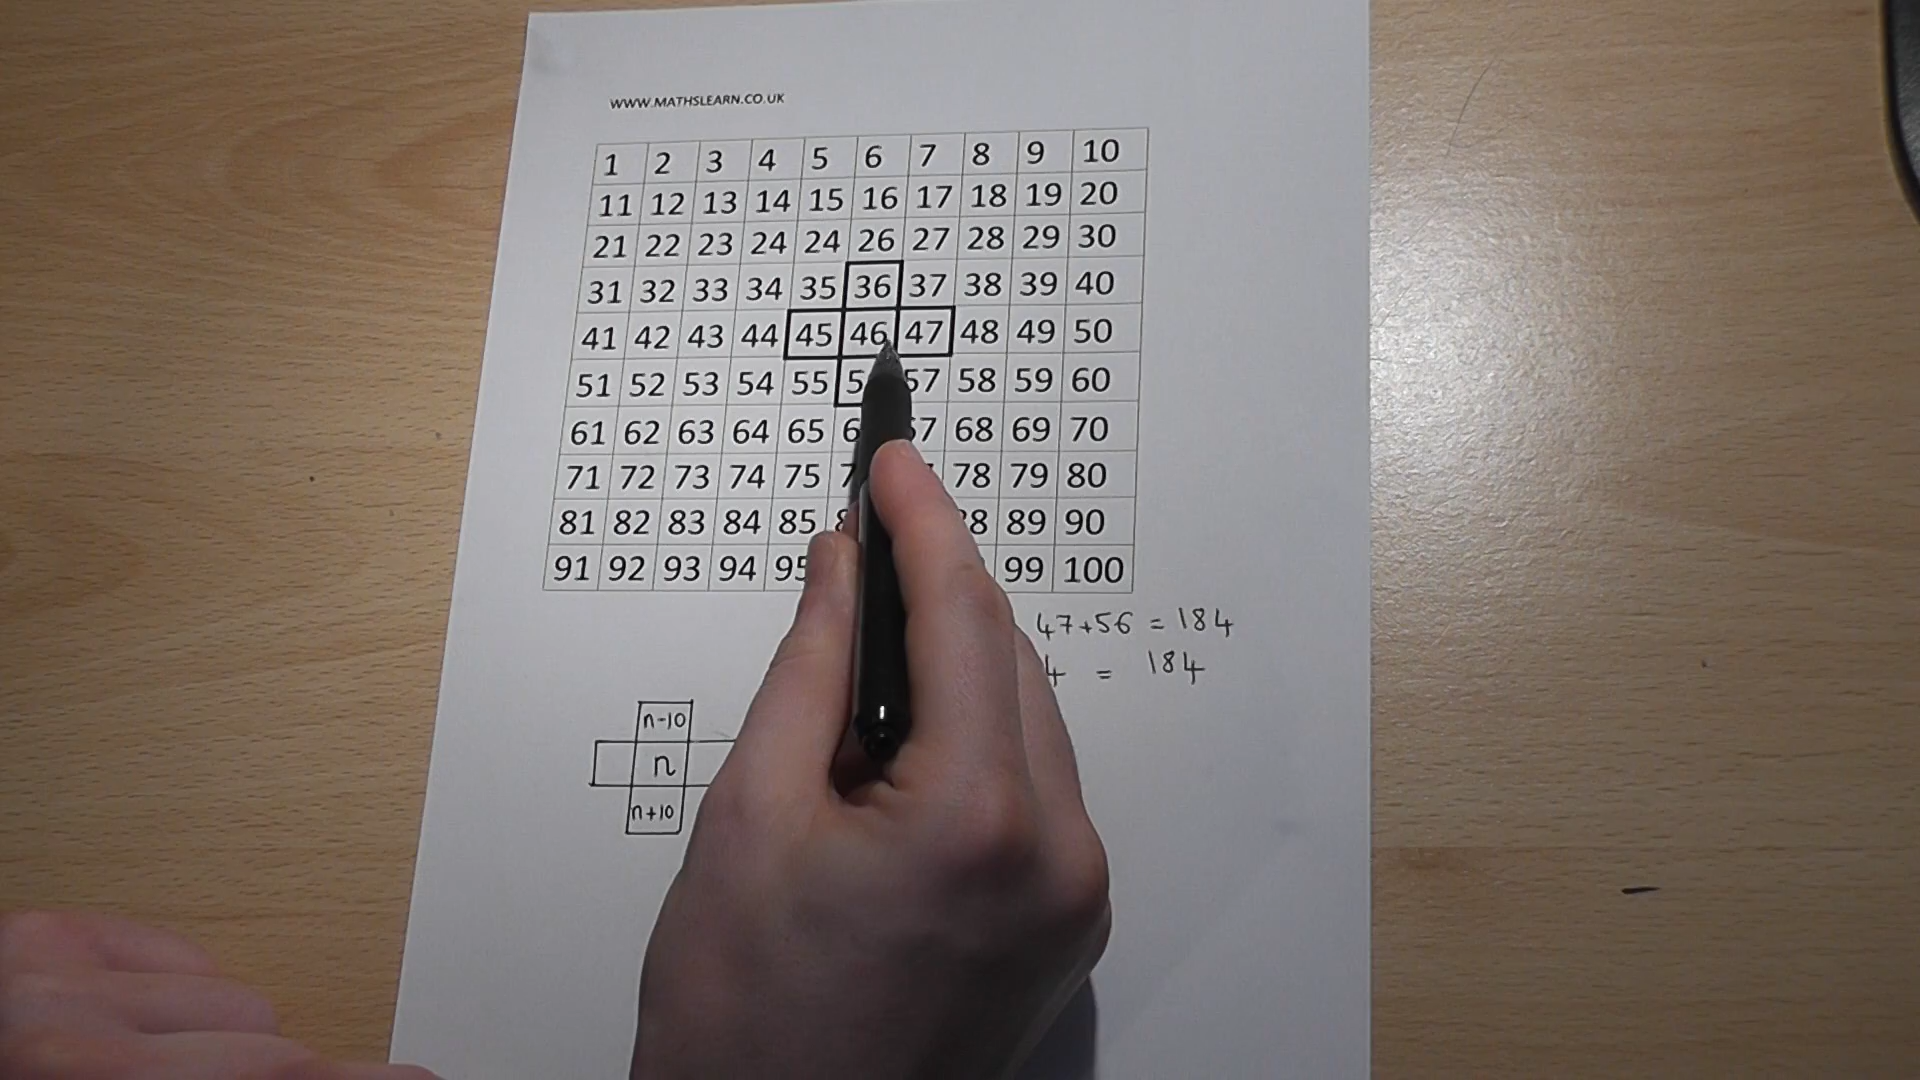 WWW.MATHSLEARN.CO.UK
1 2 3 4 5 6 7 8 9 10
11 12 13 14 15 16 17 18 19 20
21 22 23 24 24 26 27 28 29 30
31 32 33 34 35 36 37 38 39 40
41 42 43 44 45 46 47 48 49 50
51 52 53 54 55 57 58 59 60
61 62 63 64 65 67 68 69 70
71 72 73 74 75 78 79 80
81 82 83 84 85 88 89 90
91 92 93 94 95 99 100
47+56 = 184
4 = 184
n-10
n
n+10